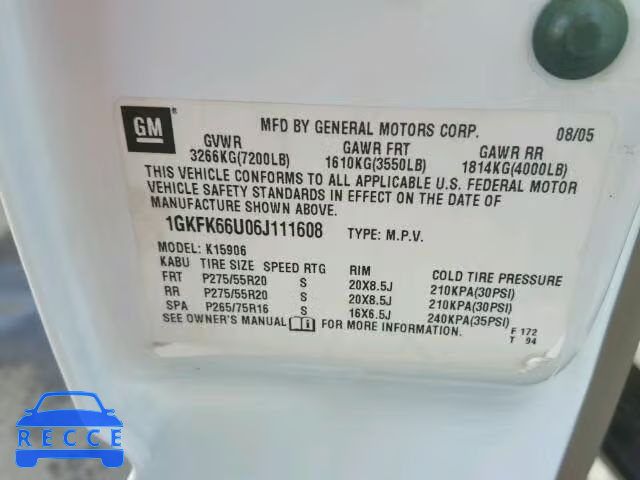 GM ®
MFD BY GENERAL MOTORS CORP. 08/05
GVWR GAWR FRT GAWR RR
3266KG(7200LB) 1610KG(3550LB) 1814KG(4000LB)
THIS VEHICLE CONFORMS TO ALL APPLICABLE U.S. FEDERAL MOTOR
VEHICLE SAFETY STANDARDS IN EFFECT ON THE DATE OF
MANUFACTURE SHOWN ABOVE.
1GKFK66U06J111608 TYPE: M.P.V.
MODEL: K15906
KABU TIRE SIZE SPEED RTG RIM COLD TIRE PRESSURE
FRT P275/55R20 S 20X8.5J 210KPA(30PSI)
RR P275/55R20 S 20X8.5J 210KPA(30PSI)
SPA P265/75R16 S 16X6.5J 240KPA(35PSI)
SEE OWNER'S MANUAL FOR MORE INFORMATION. F 172
T 94
RECCE